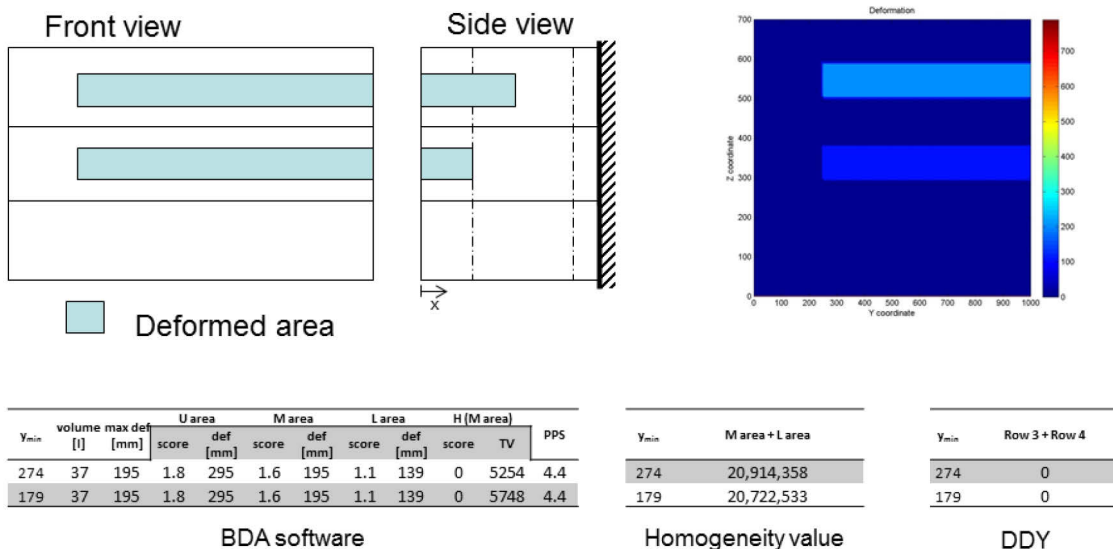 Front view
Side view
x
Deformed area
Deformation
700
600
500
400
300
200
100
0
Z coordinate
0 100 200 300 400 500 600 700 800 900 1000
Y coordinate
700
600
500
400
300
200
100
0
ymin volume [l] max def [mm] U area M area L area H (M area) PPS
score def [mm] score def [mm] score def [mm] score TV
274 37 195 1.8 295 1.6 195 1.1 139 0 5254 4.4
179 37 195 1.8 295 1.6 195 1.1 139 0 5748 4.4
BDA software
ymin M area + L area
274 20,914,358
179 20,722,533
Homogeneity value
ymin Row 3 + Row 4
274 0
179 0
DDY